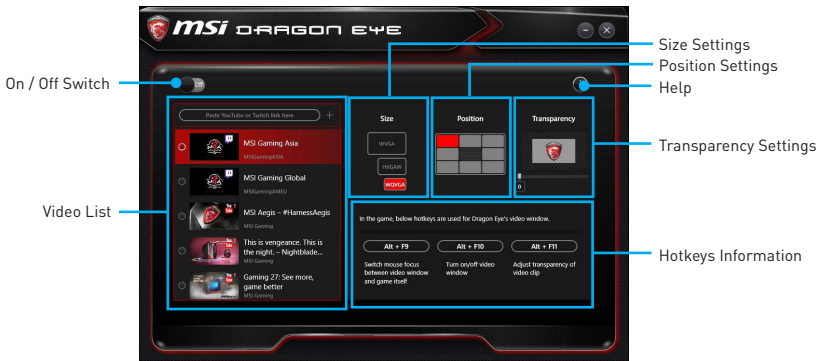 msi DRAGON EYE
Size Settings
Position Settings
On / Off Switch
Off
Help
Paste YouTube or Twitch link here
Size
Position
Transparency
WVGA
HVGAW
WQVGA
0
MSI Gaming Asia
MSIGamingASIA
Transparency Settings
MSI Gaming Global
MSIGamingAMEU
Video List
MSI Aegis – #HarnessAegis
MSI Gaming
This is vengeance. This is
the night. – Nightblade...
MSI Gaming
Gaming 27: See more,
game better
MSI Gaming
In the game, below hotkeys are used for Dragon Eye's video window.
Alt + F9
Alt + F10
Alt + F11
Switch mouse focus
between video window
and game itself
Turn on/off video
window
Adjust transparency of
video clip
Hotkeys Information